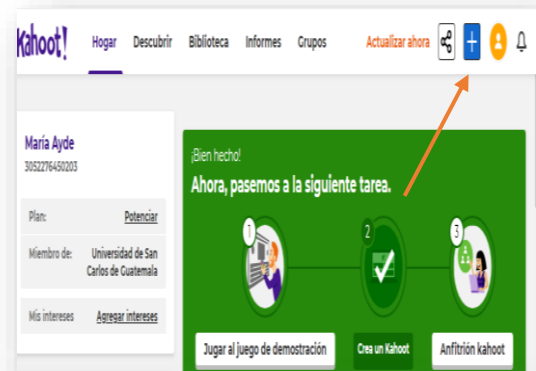 Kahoot!
Hogar Descubrir Biblioteca Informes Grupos Actualizar ahora
María Ayde
3052276450203
Plan: Potenciar
Miembro de: Universidad de San
Carlos de Guatemala
Mis intereses Agregar intereses
¡Bien hecho!
Ahora, pasemos a la siguiente tarea.
1 2 3
Jugar al juego de demostración Crea un Kahoot Anfitrión kahoot